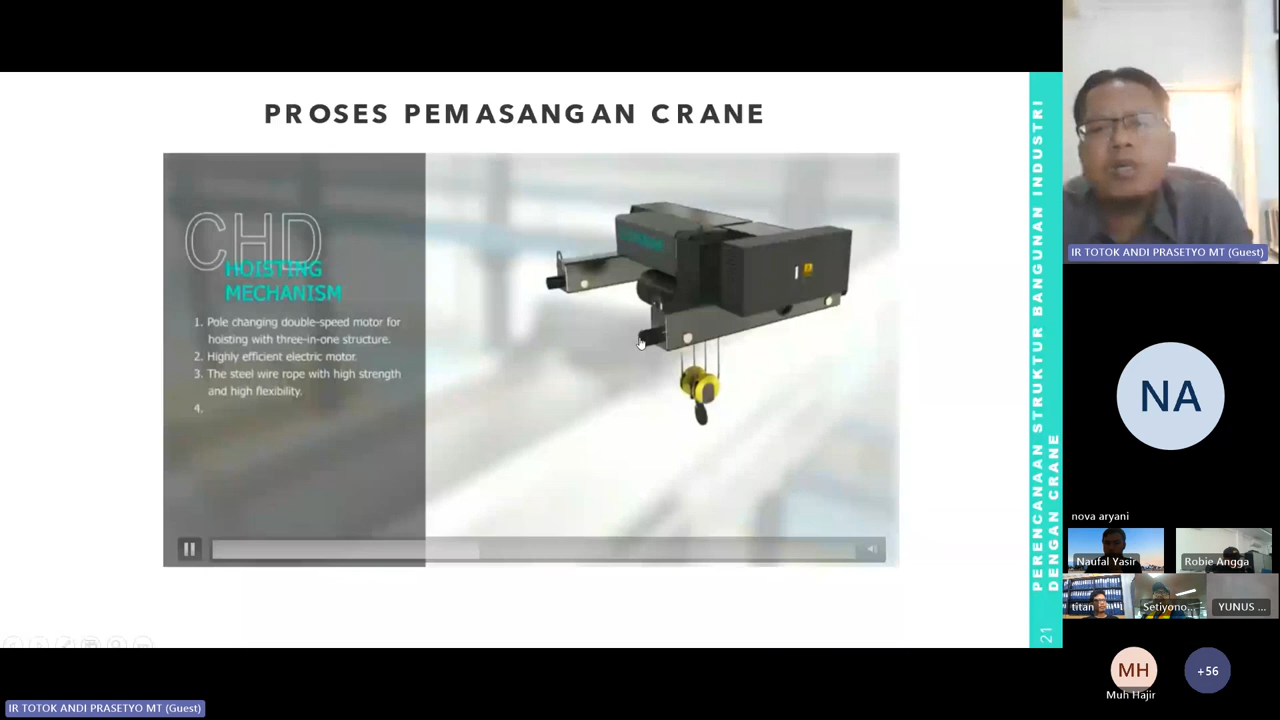 PROSES PEMASANGAN CRANE
CHD
HOISTING
MECHANISM
1. Pole changing double-speed motor for
hoisting with three-in-one structure.
2. Highly efficient electric motor.
3. The steel wire rope with high strength
and high flexibility.
4.
PERENCANAAN STRUKTUR BANGUNAN INDUSTRI
DENGAN CRANE
21
IR TOTOK ANDI PRASETYO MT (Guest)
NA
nova aryani
Naufal Yasir
Robie Angga
titan
Setiyono...
YUNUS ...
MH
Muh Hajir
+56
IR TOTOK ANDI PRASETYO MT (Guest)